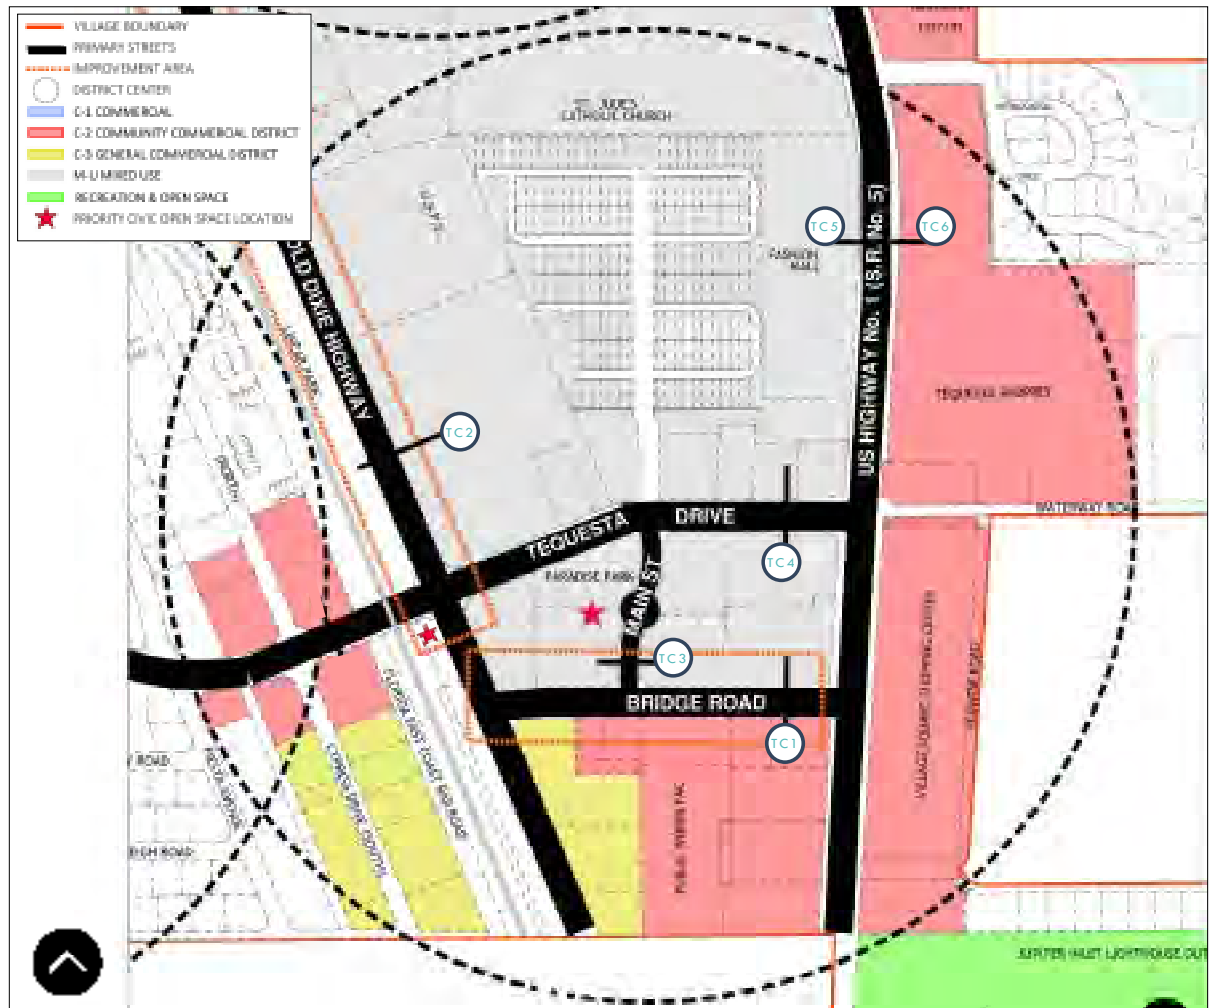 VILLAGE BOUNDARY
PRIMARY STREETS
IMPROVEMENT AREA
DISTRICT CENTER
C-1 COMMERCIAL
C-2 COMMUNITY COMMERCIAL DISTRICT
C-3 GENERAL COMMERCIAL DISTRICT
M-U MIXED USE
RECREATION & OPEN SPACE
PRIORITY CIVIC OPEN SPACE LOCATION
ST. JUDE'S
CATHOLIC CHURCH
U.S.P.S.
TC5
TC6
FASHION
MALL
US HIGHWAY No. 1 (S.R. No. 5)
OLD DIXIE HIGHWAY
TC2
TEQUESTA
DRIVE
WATERWAY ROAD
TC4
PARADISE PARK
MAIN ST
TC3
BRIDGE ROAD
TC1
VILLAGE SQUARE SHOPPING CENTER
FLORIDA EAST COAST RAILROAD
CYPRESS DRIVE (SOUTH)
PUBLIC WORKS FAC
ROAD
JUPITER INLET LIGHTHOUSE OUT